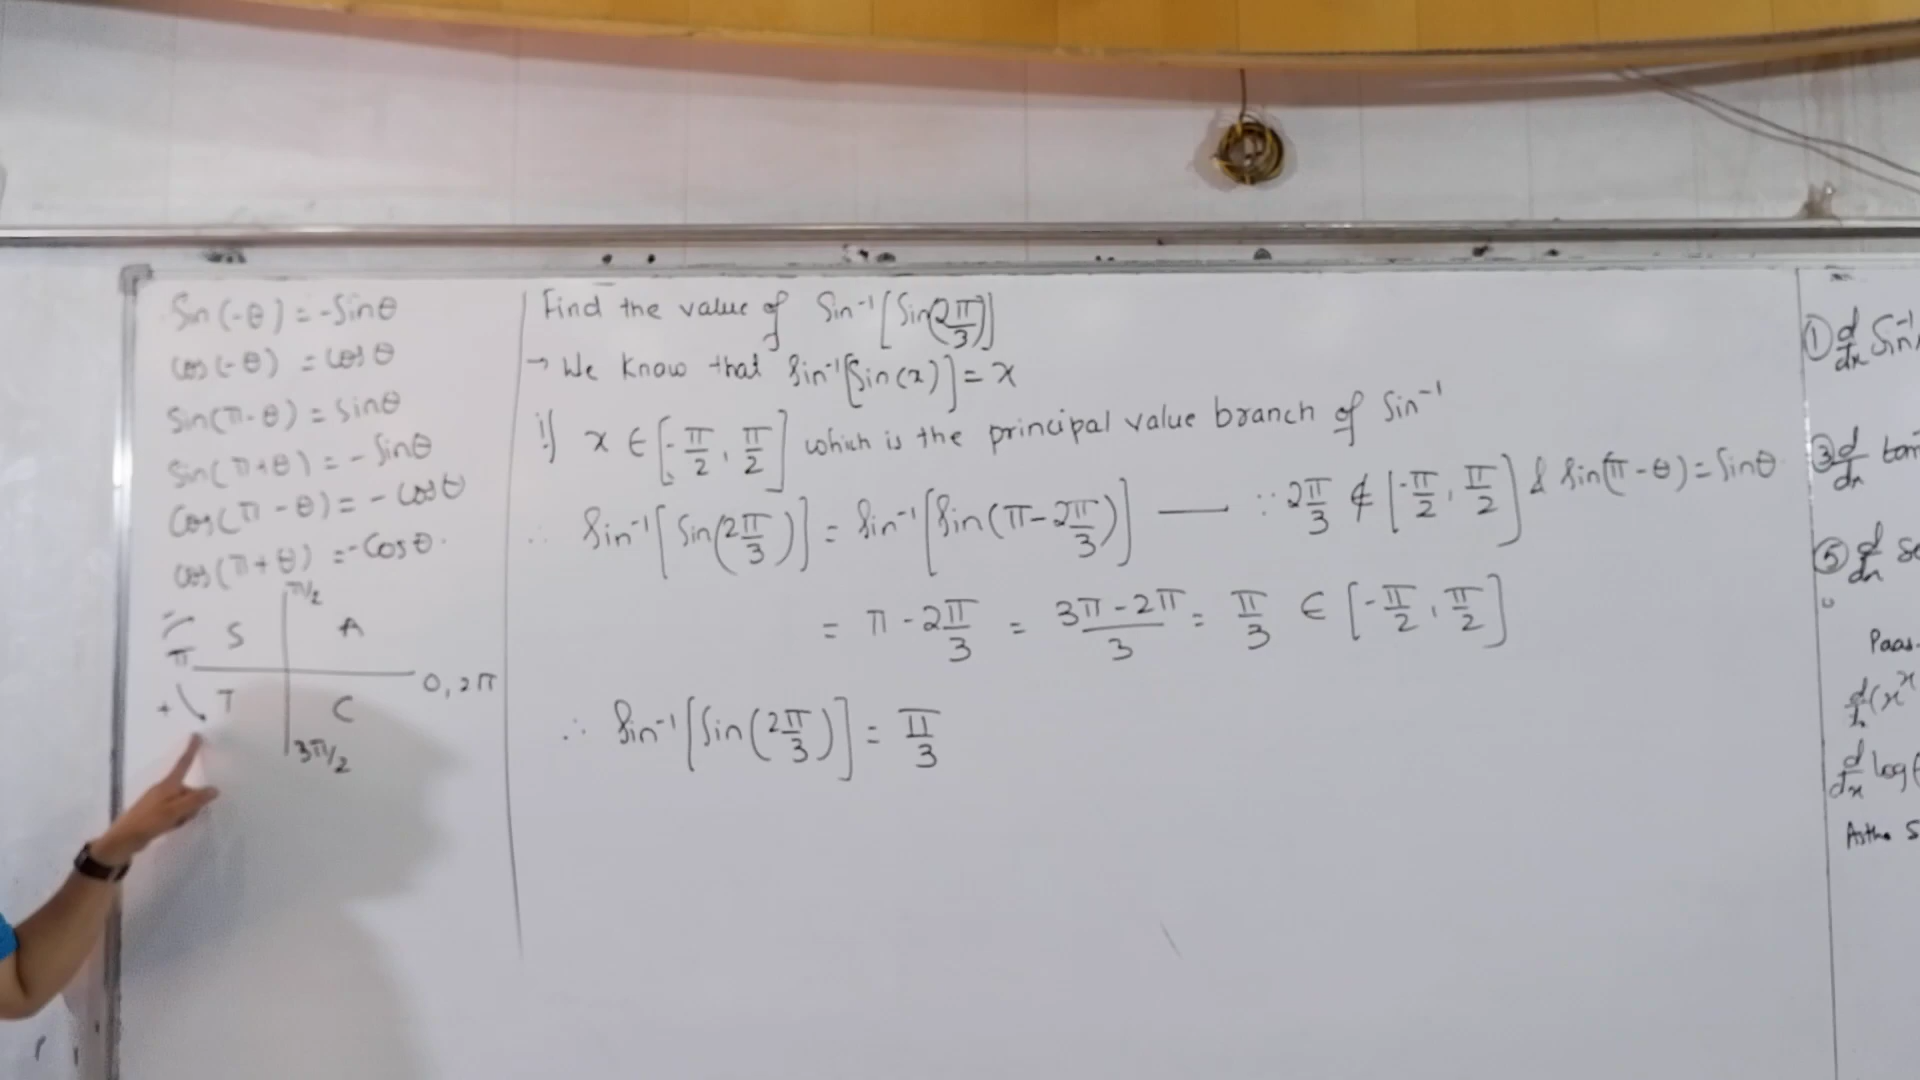 Sin(-θ) = -Sinθ
cos(-θ) = cosθ
Sin(π-θ) = sinθ
Sin(π+θ) = -sinθ
Cos(π-θ) = -cosθ
cos(π+θ) = -Cosθ.
π/2
S A
π
0, 2π
+ T C
3π/2
Find the value of Sin⁻¹[Sin(2π/3)]
→ We know that Sin⁻¹[Sin(x)] = x
if x ∈ [-π/2, π/2] which is the principal value branch of Sin⁻¹
∴ Sin⁻¹[Sin(2π/3)] = Sin⁻¹[Sin(π-2π/3)] — ∵ 2π/3 ∉ [-π/2, π/2] & Sin(π-θ) = Sinθ
= π - 2π/3 = 3π-2π/3 = π/3 ∈ [-π/2, π/2]
∴ Sin⁻¹[Sin(2π/3)] = π/3
① d/dx Sin⁻¹
③ d/dx
⑤ d/dx
d/dx (xˣ
d/dx log(